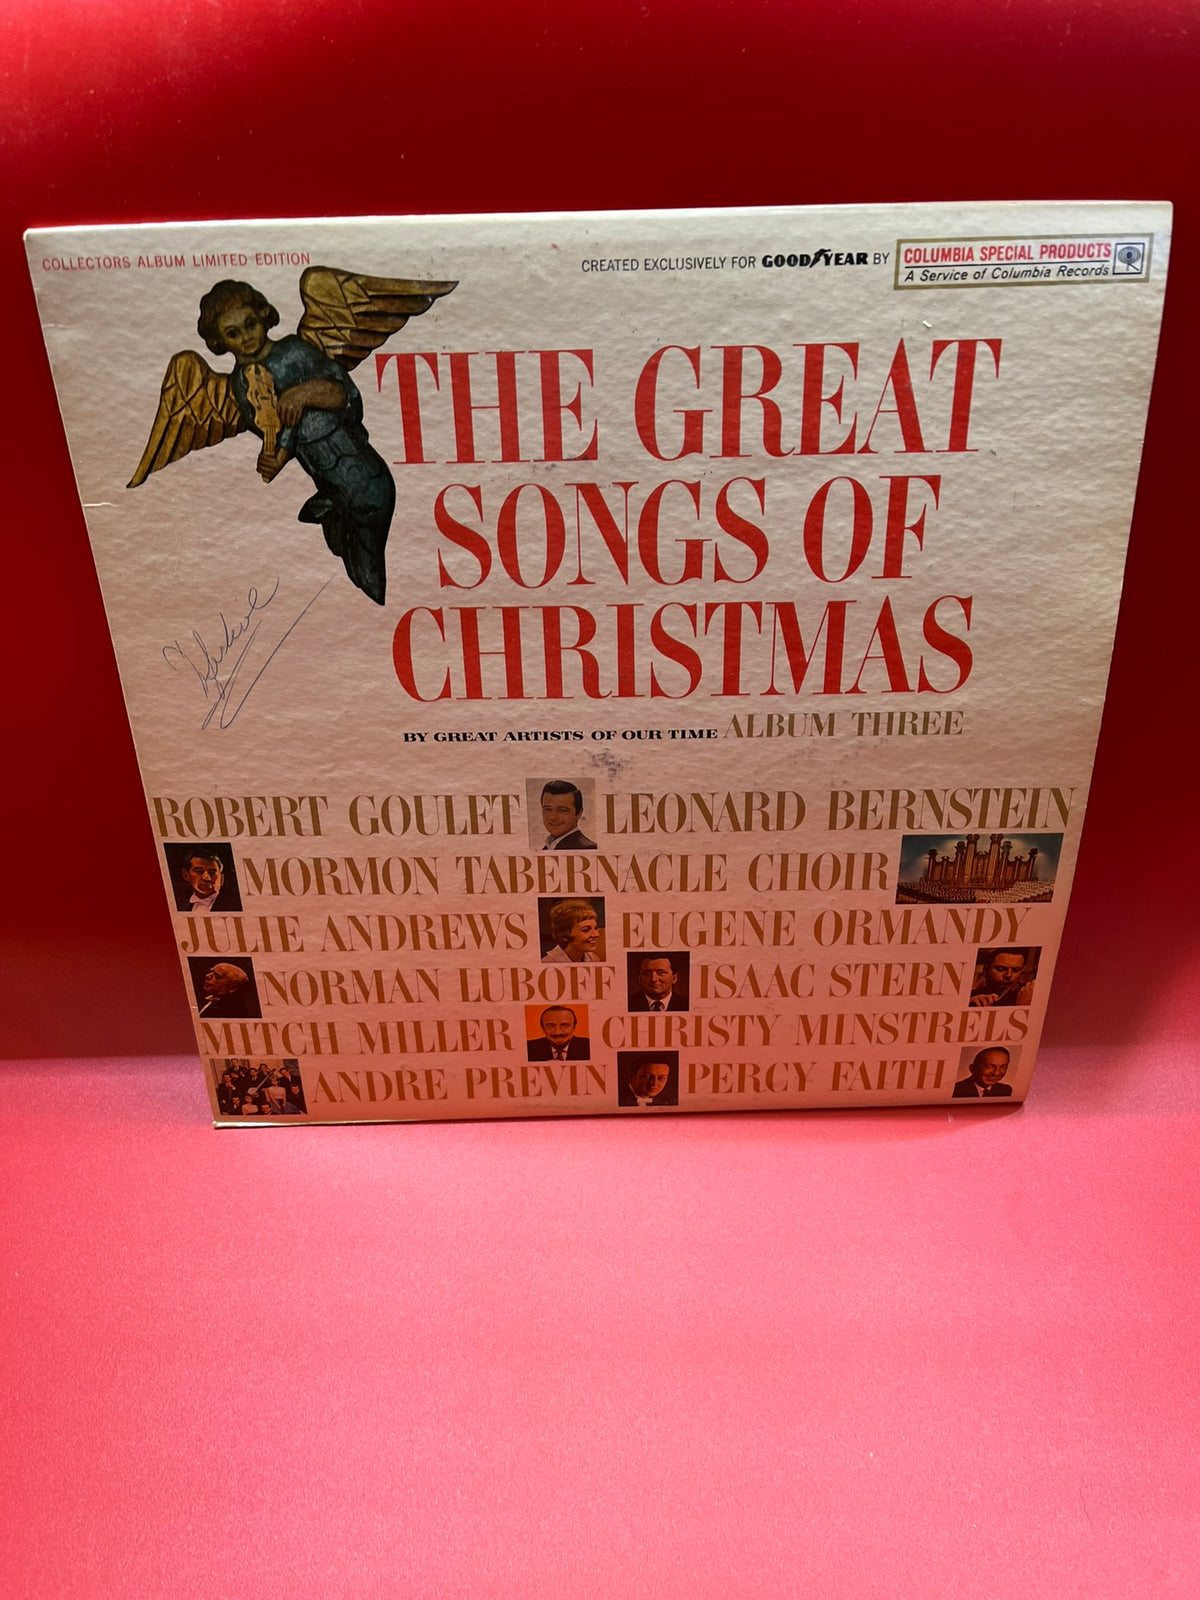 COLLECTORS ALBUM LIMITED EDITION
CREATED EXCLUSIVELY FOR GOODYEAR BY
COLUMBIA SPECIAL PRODUCTS
A Service of Columbia Records
THE GREAT
SONGS OF
CHRISTMAS
BY GREAT ARTISTS OF OUR TIME ALBUM THREE
ROBERT GOULET LEONARD BERNSTEIN
MORMON TABERNACLE CHOIR
JULIE ANDREWS EUGENE ORMANDY
NORMAN LUBOFF ISAAC STERN
MITCH MILLER CHRISTY MINSTRELS
ANDRE PREVIN PERCY FAITH